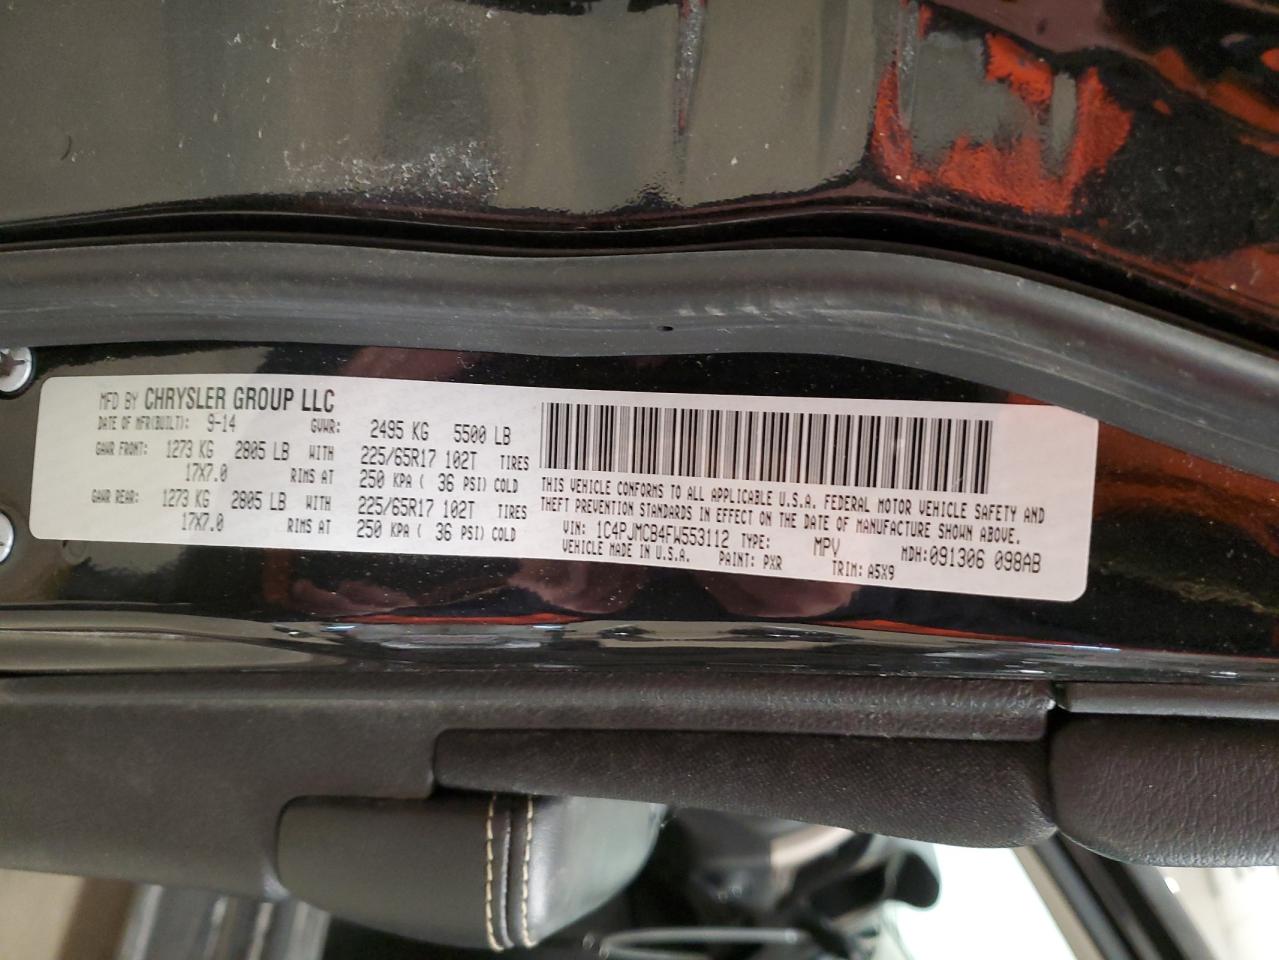 MFD BY CHRYSLER GROUP LLC
DATE OF MFR(BUILT): 9-14 GVWR: 2495 KG 5500 LB
GAWR FRONT: 1273 KG 2805 LB WITH 225/65R17 102T TIRES
17X7.0 RIMS AT 250 KPA ( 36 PSI) COLD
GAWR REAR: 1273 KG 2805 LB WITH 225/65R17 102T TIRES
17X7.0 RIMS AT 250 KPA ( 36 PSI) COLD
THIS VEHICLE CONFORMS TO ALL APPLICABLE U.S.A. FEDERAL MOTOR VEHICLE SAFETY AND
THEFT PREVENTION STANDARDS IN EFFECT ON THE DATE OF MANUFACTURE SHOWN ABOVE.
VIN: 1C4PJMCB4FW553112 TYPE: MPV MDH:091306 098AB
VEHICLE MADE IN U.S.A. PAINT: PXR TRIM: A5X9